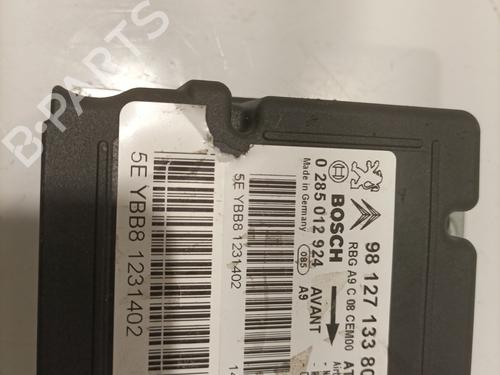 98 127 133 80
RBG A9 C 08 CEM00
BOSCH
0 285 012 924
Made in Germany
AVANT
085
A9
5E YBB8 1231402
5E YBB8 1231402
B-PARTS